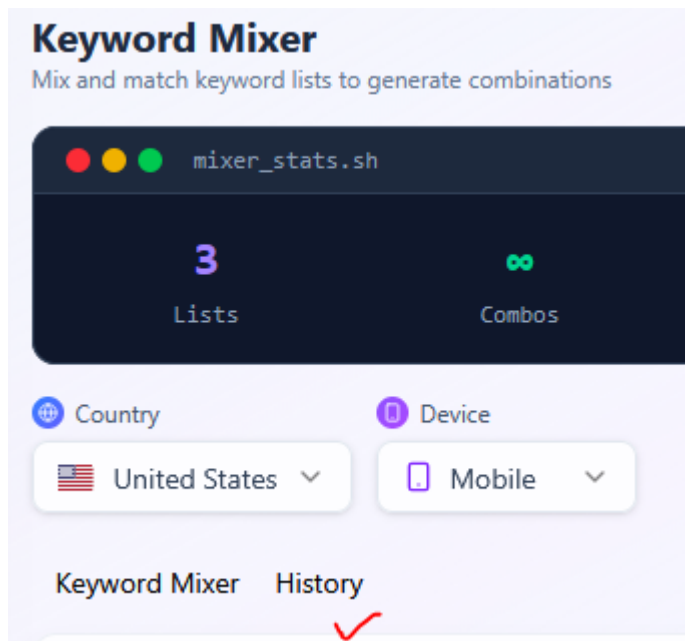 Keyword Mixer
Mix and match keyword lists to generate combinations
mixer_stats.sh
3 ∞
Lists Combos
Country Device
United States Mobile
Keyword Mixer History